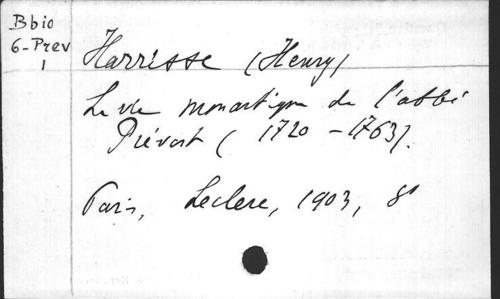 Bbio
6-Prev
1
Harrisse (Henry)
La vie monastique de l'abbé
Prévost (1720-1763).
Paris, Leclerc, 1903, 8°